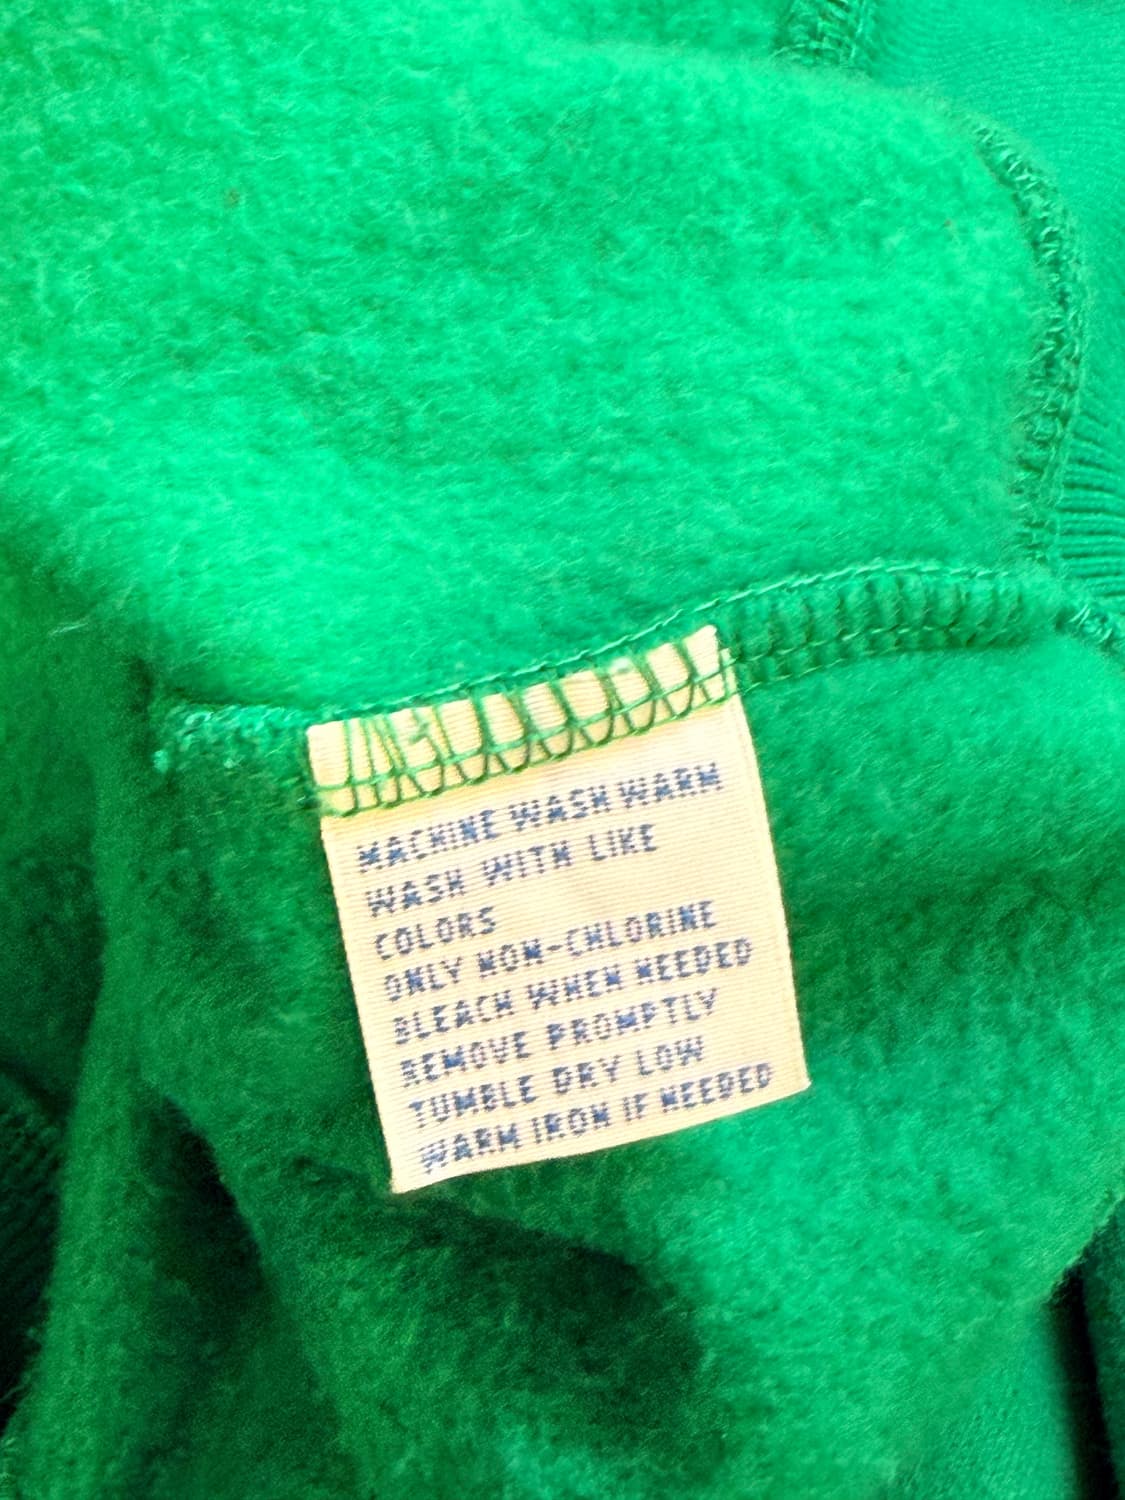 MACHINE WASH WARM
WASH WITH LIKE
COLORS
ONLY NON-CHLORINE
BLEACH WHEN NEEDED
REMOVE PROMPTLY
TUMBLE DRY LOW
WARM IRON IF NEEDED